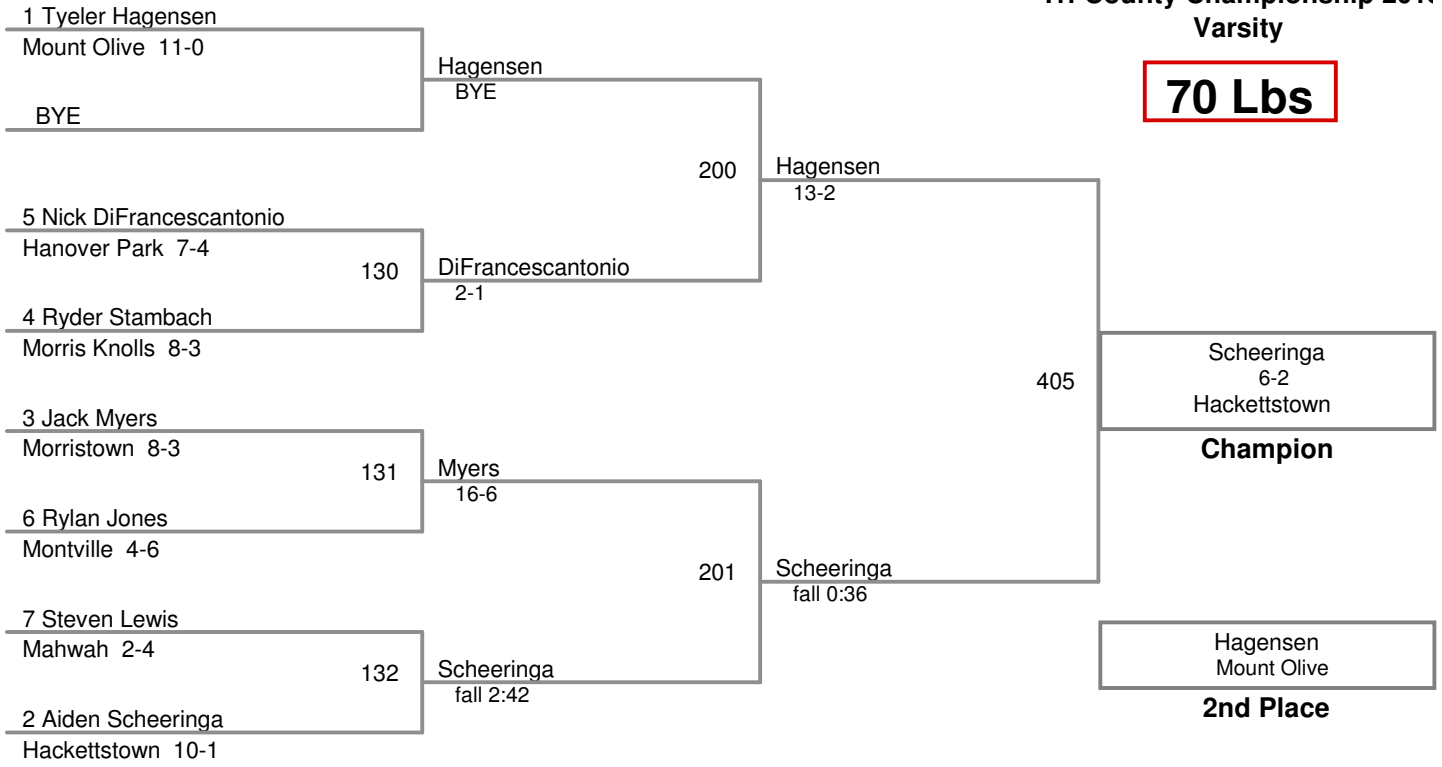 County Championship
Varsity
70 Lbs
1 Tyeler Hagensen
Mount Olive 11-0
BYE
Hagensen
BYE
5 Nick DiFrancescantonio
Hanover Park 7-4
130
4 Ryder Stambach
Morris Knolls 8-3
DiFrancescantonio
2-1
200
Hagensen
13-2
3 Jack Myers
Morristown 8-3
131
6 Rylan Jones
Montville 4-6
Myers
16-6
7 Steven Lewis
Mahwah 2-4
132
2 Aiden Scheeringa
Hackettstown 10-1
Scheeringa
fall 2:42
201
Scheeringa
fall 0:36
405
Scheeringa
6-2
Hackettstown
Champion
Hagensen
Mount Olive
2nd Place